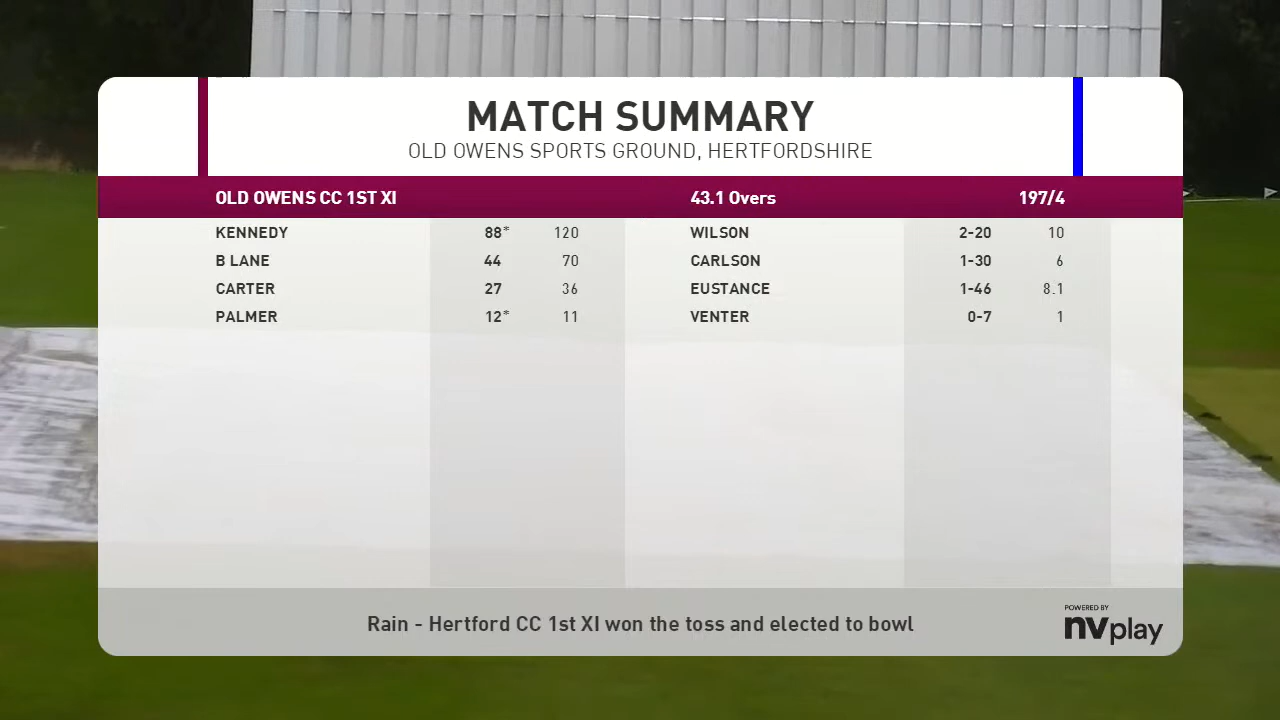 MATCH SUMMARY
OLD OWENS SPORTS GROUND, HERTFORDSHIRE
OLD OWENS CC 1ST XI 43.1 Overs 197/4
KENNEDY 88* 120 WILSON 2-20 10
B LANE 44 70 CARLSON 1-30 6
CARTER 27 36 EUSTANCE 1-46 8.1
PALMER 12* 11 VENTER 0-7 1
Rain - Hertford CC 1st XI won the toss and elected to bowl
POWERED BY
nvplay